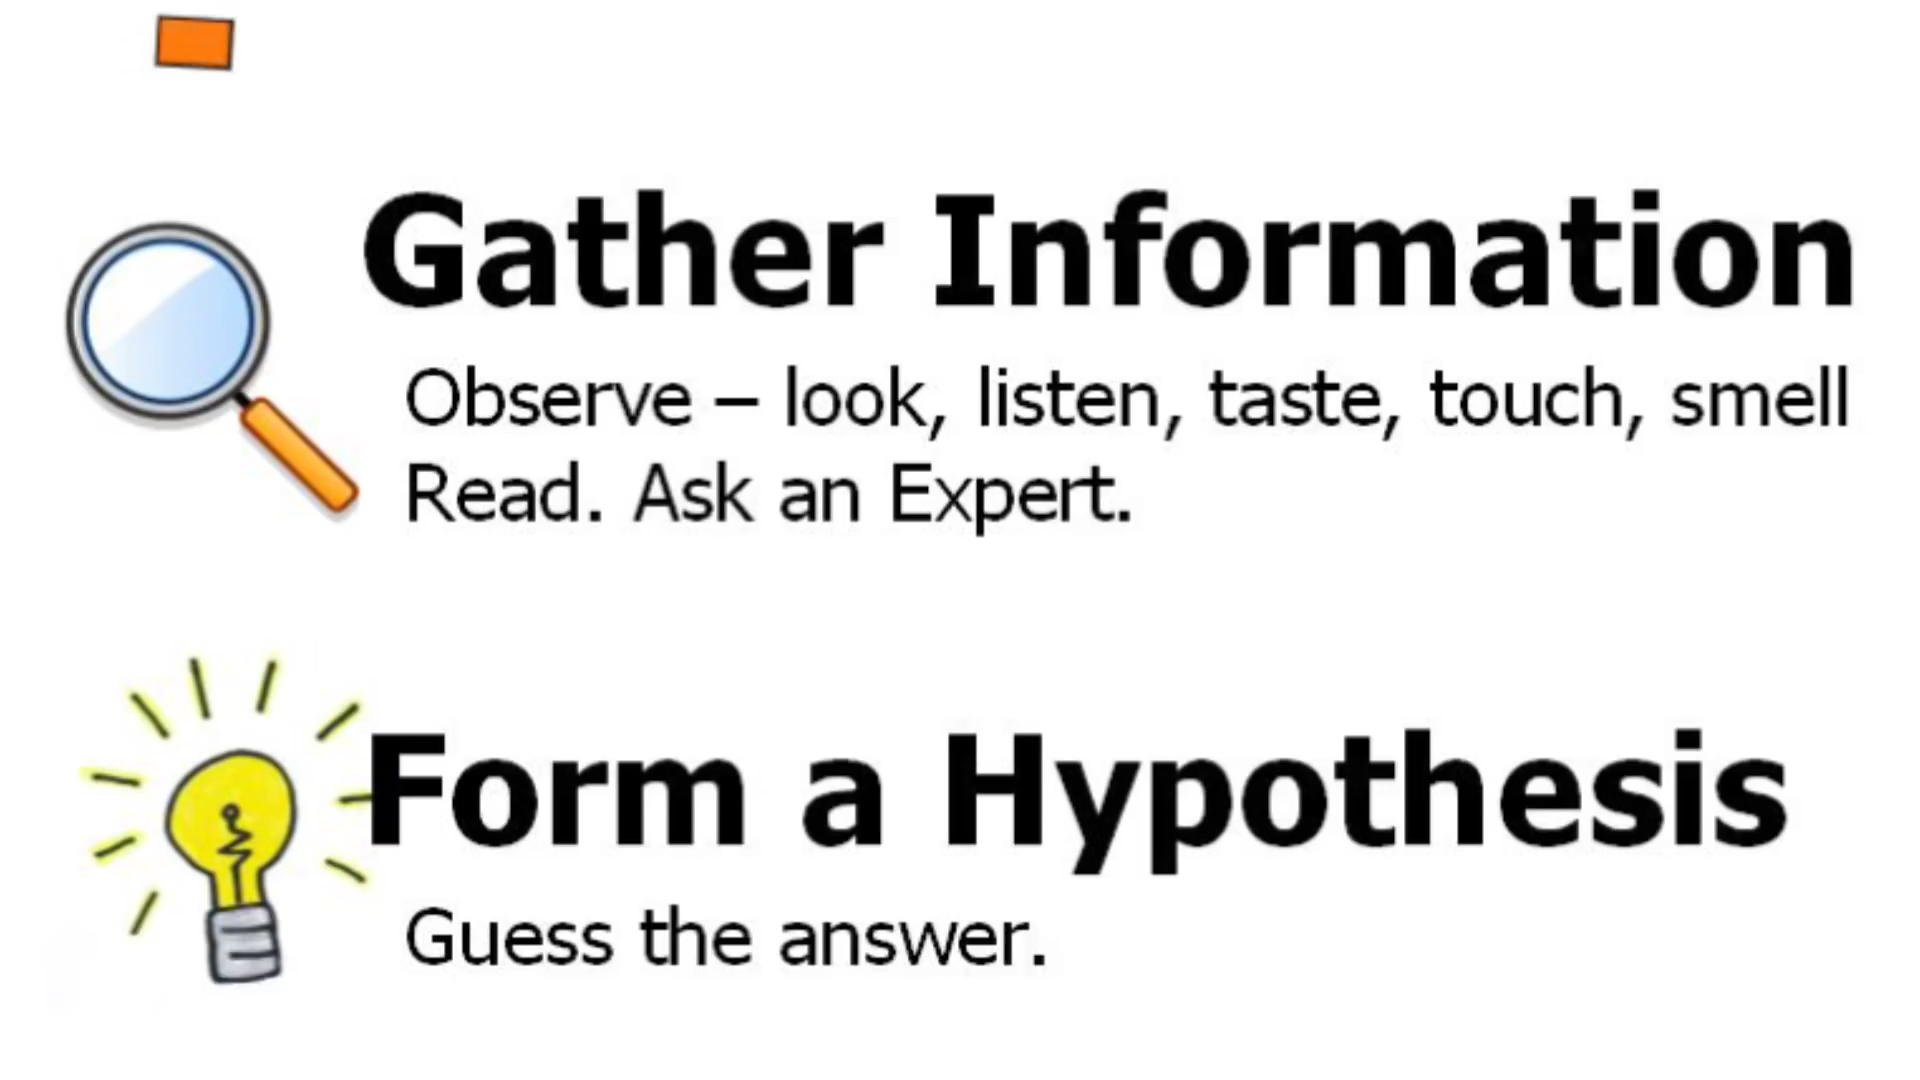 Gather Information
Observe – look, listen, taste, touch, smell
Read. Ask an Expert.
Form a Hypothesis
Guess the answer.